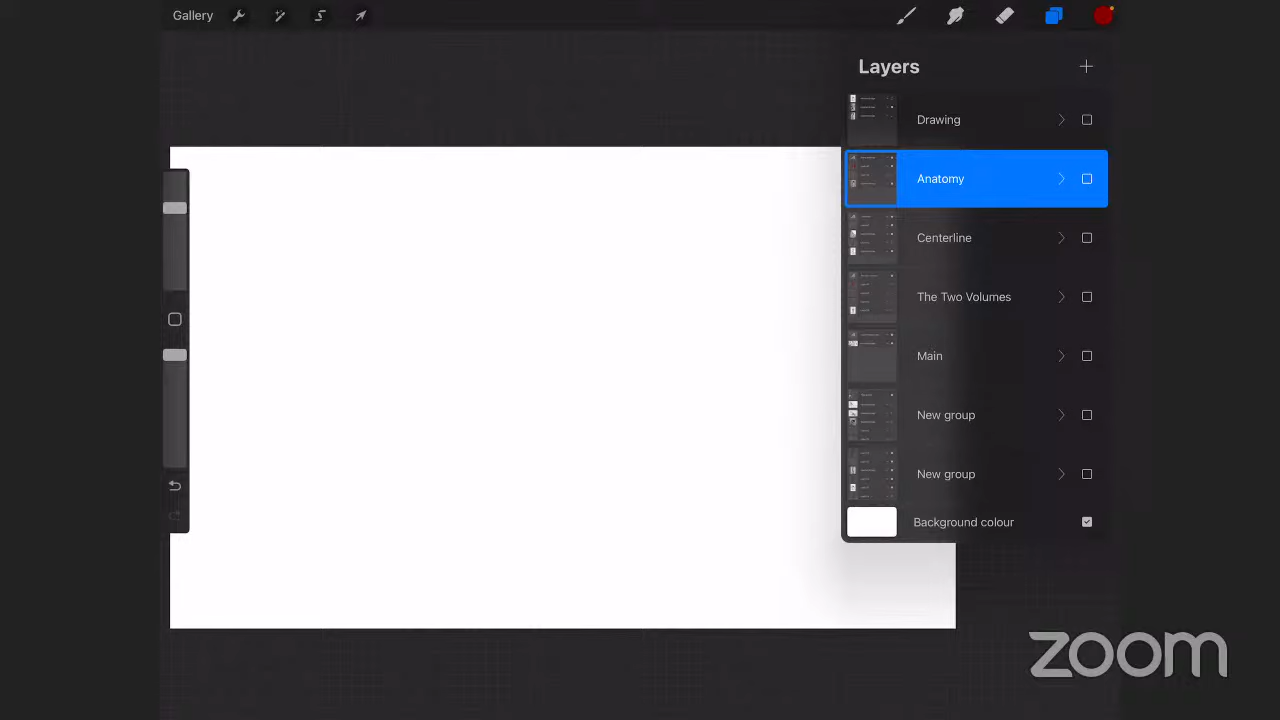 Gallery
Layers
Drawing
Anatomy
Centerline
The Two Volumes
Main
New group
New group
Background colour
zoom